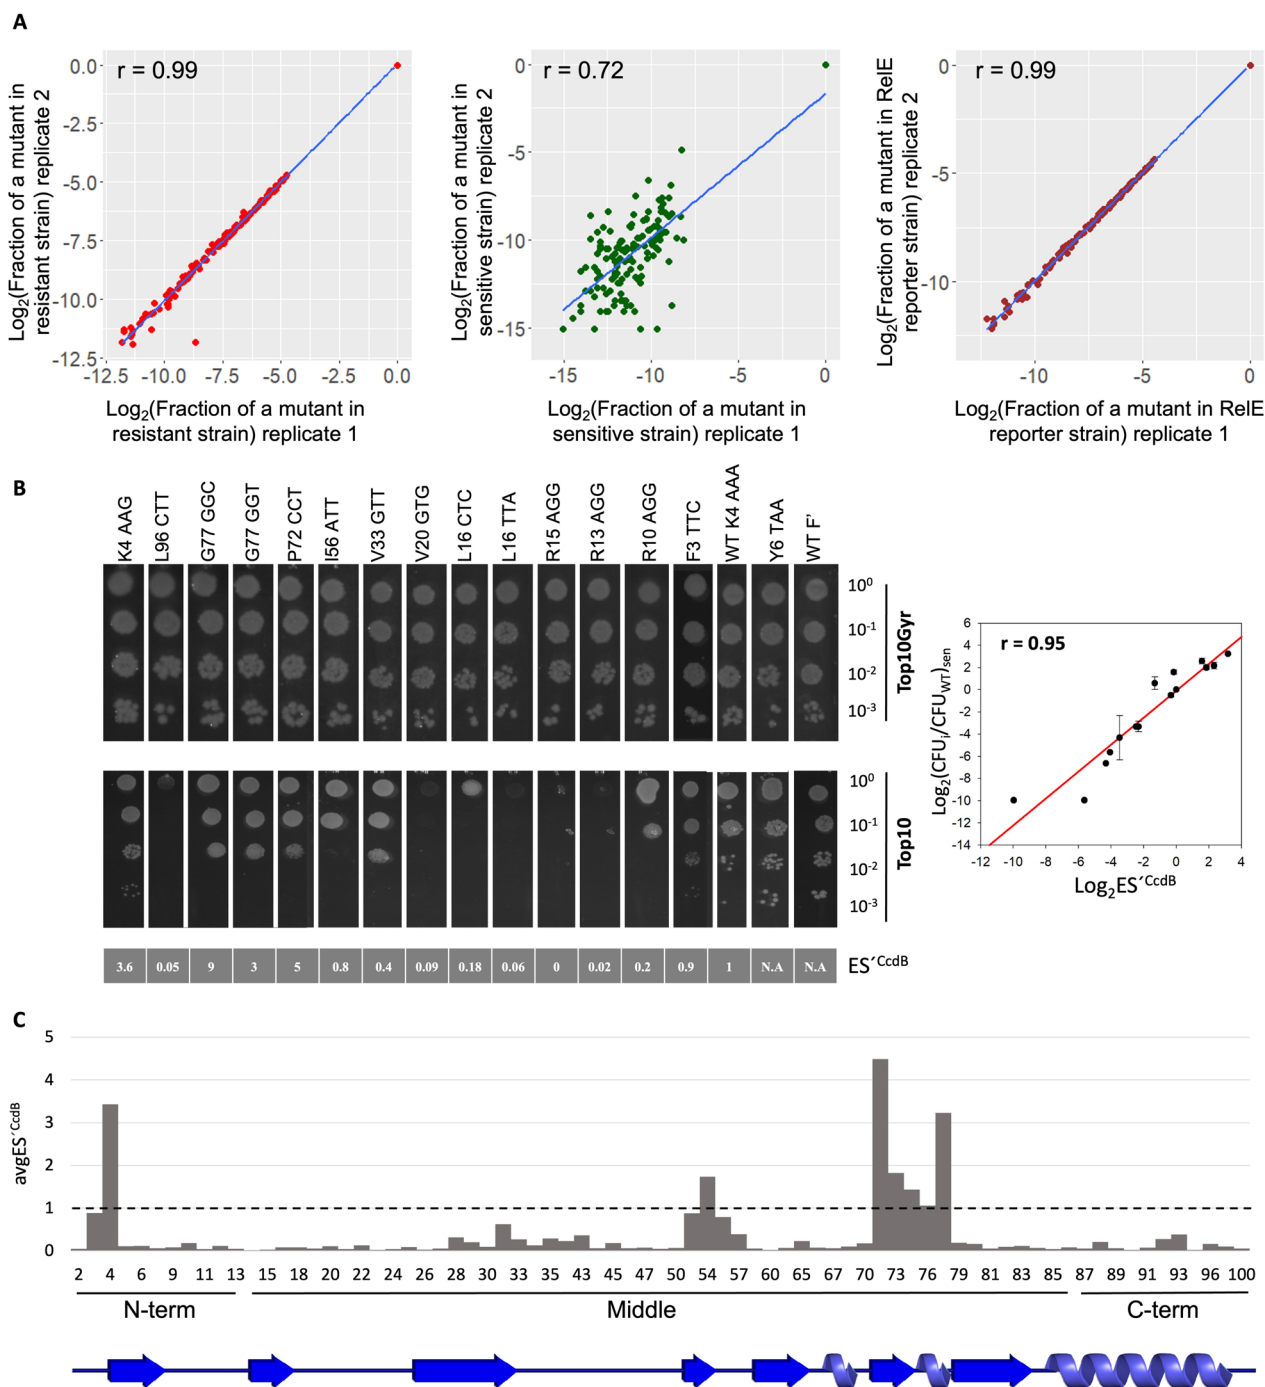 A
r = 0.99
Log2(Fraction of a mutant in
resistant strain) replicate 2
0.0
-2.5
-5.0
-7.5
-10.0
-12.5
-12.5 -10.0 -7.5 -5.0 -2.5 0.0
Log2(Fraction of a mutant in
resistant strain) replicate 1
r = 0.72
Log2(Fraction of a mutant in
sensitive strain) replicate 2
0
-5
-10
-15
-15 -10 -5 0
Log2(Fraction of a mutant in
sensitive strain) replicate 1
r = 0.99
Log2(Fraction of a mutant in RelE
reporter strain) replicate 2
0
-5
-10
-10 -5 0
Log2(Fraction of a mutant in RelE
reporter strain) replicate 1
B
K4 AAG
L96 CTT
G77 GGC
G77 GGT
P72 CCT
I56 ATT
V33 GTT
V20 GTG
L16 CTC
L16 TTA
R15 AGG
R13 AGG
R10 AGG
F3 TTC
WT K4 AAA
Y6 TAA
WT F'
10⁰
10⁻¹
10⁻²
10⁻³
Top10Gyr
10⁰
10⁻¹
10⁻²
10⁻³
Top10
3.6 0.05 9 3 5 0.8 0.4 0.09 0.18 0.06 0 0.02 0.2 0.9 1 N.A N.A
ES´CcdB
r = 0.95
Log2(CFUi/CFUWT)sen
6
4
2
0
-2
-4
-6
-8
-10
-12
-14
-12 -10 -8 -6 -4 -2 0 2 4
Log2ES´CcdB
C
avgES´CcdB
5
4
3
2
1
0
2 4 6 9 11 13 15 18 20 22 24 26 28 30 33 35 43 45 47 50 54 57 60 65 67 70 73 76 79 81 83 85 87 89 91 93 96 100
N-term
Middle
C-term